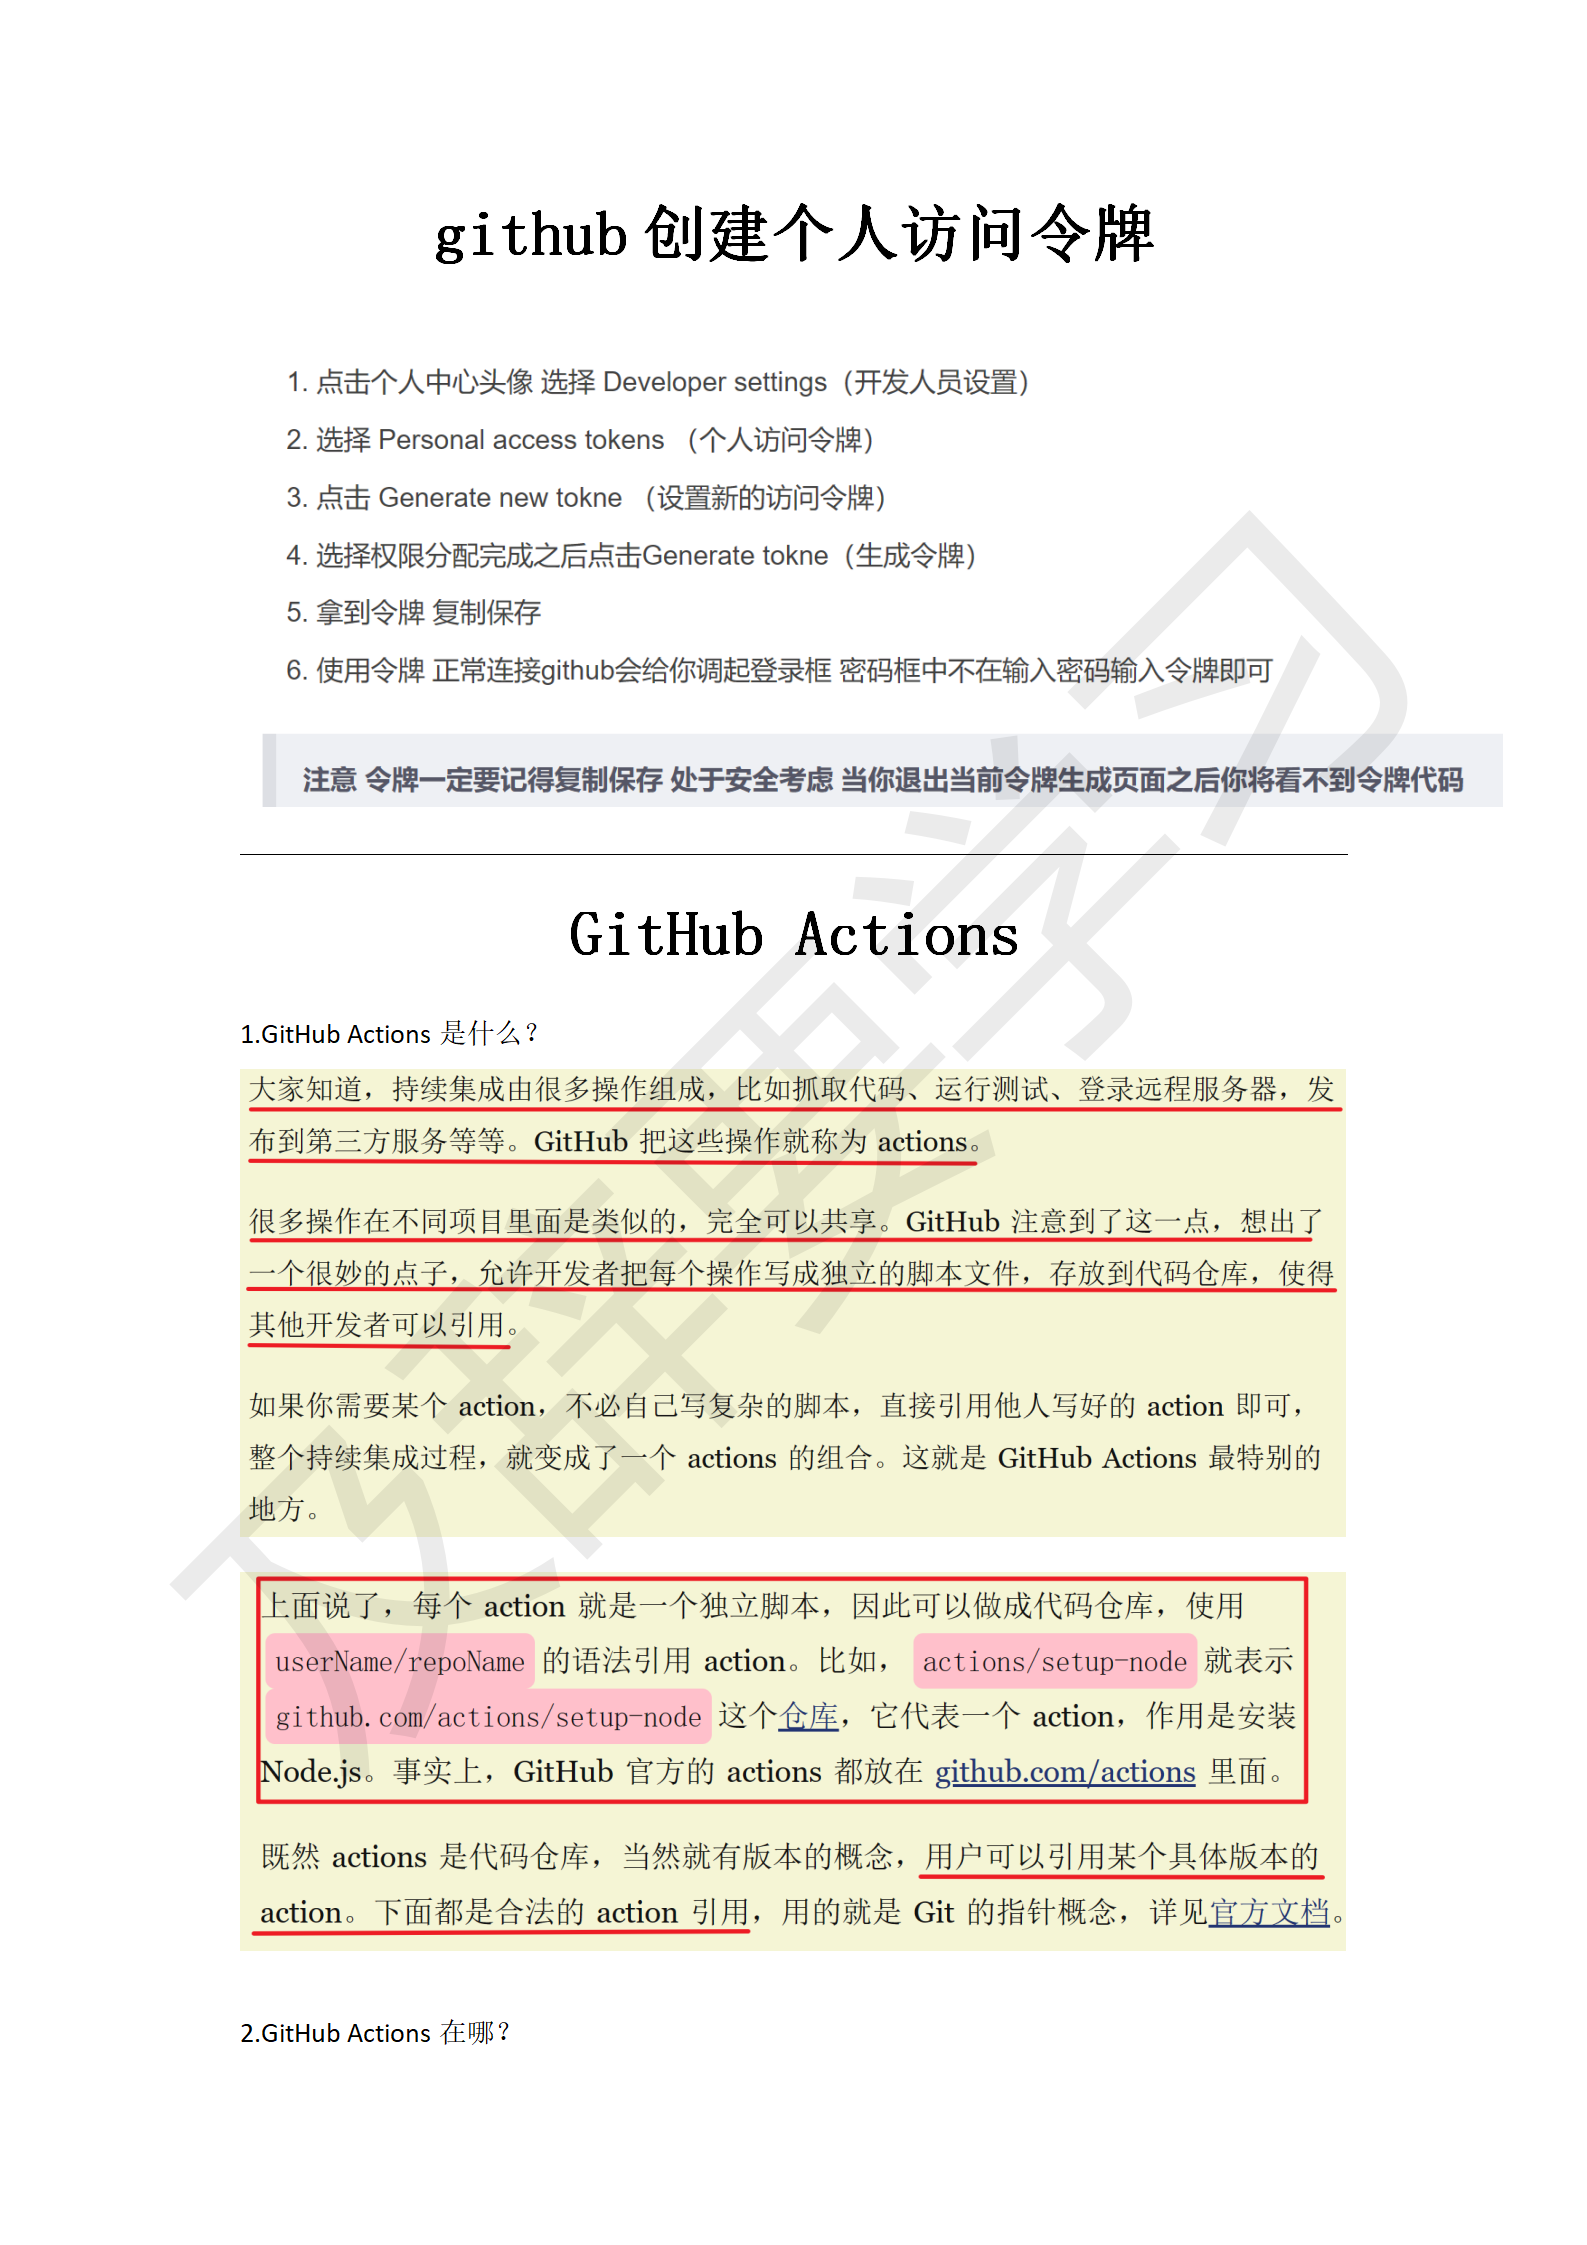 github 创建个人访问令牌
1. 点击个人中心头像 选择 Developer settings（开发人员设置）
2. 选择 Personal access tokens （个人访问令牌）
3. 点击 Generate new tokne （设置新的访问令牌）
4. 选择权限分配完成之后点击Generate tokne（生成令牌）
5. 拿到令牌 复制保存
6. 使用令牌 正常连接github会给你调起登录框 密码框中不在输入密码输入令牌即可
注意 令牌一定要记得复制保存 处于安全考虑 当你退出当前令牌生成页面之后你将看不到令牌代码
GitHub Actions
1.GitHub Actions 是什么？
大家知道，持续集成由很多操作组成，比如抓取代码、运行测试、登录远程服务器，发
布到第三方服务等等。GitHub 把这些操作就称为 actions。
很多操作在不同项目里面是类似的，完全可以共享。GitHub 注意到了这一点，想出了
一个很妙的点子，允许开发者把每个操作写成独立的脚本文件，存放到代码仓库，使得
其他开发者可以引用。
如果你需要某个 action，不必自己写复杂的脚本，直接引用他人写好的 action 即可，
整个持续集成过程，就变成了一个 actions 的组合。这就是 GitHub Actions 最特别的
地方。
上面说了，每个 action 就是一个独立脚本，因此可以做成代码仓库，使用
userName/repoName 的语法引用 action。比如， actions/setup-node 就表示
github.com/actions/setup-node 这个仓库，它代表一个 action，作用是安装
Node.js。事实上，GitHub 官方的 actions 都放在 github.com/actions 里面。
既然 actions 是代码仓库，当然就有版本的概念，用户可以引用某个具体版本的
action。下面都是合法的 action 引用，用的就是 Git 的指针概念，详见官方文档。
2.GitHub Actions 在哪？
及辞要学习